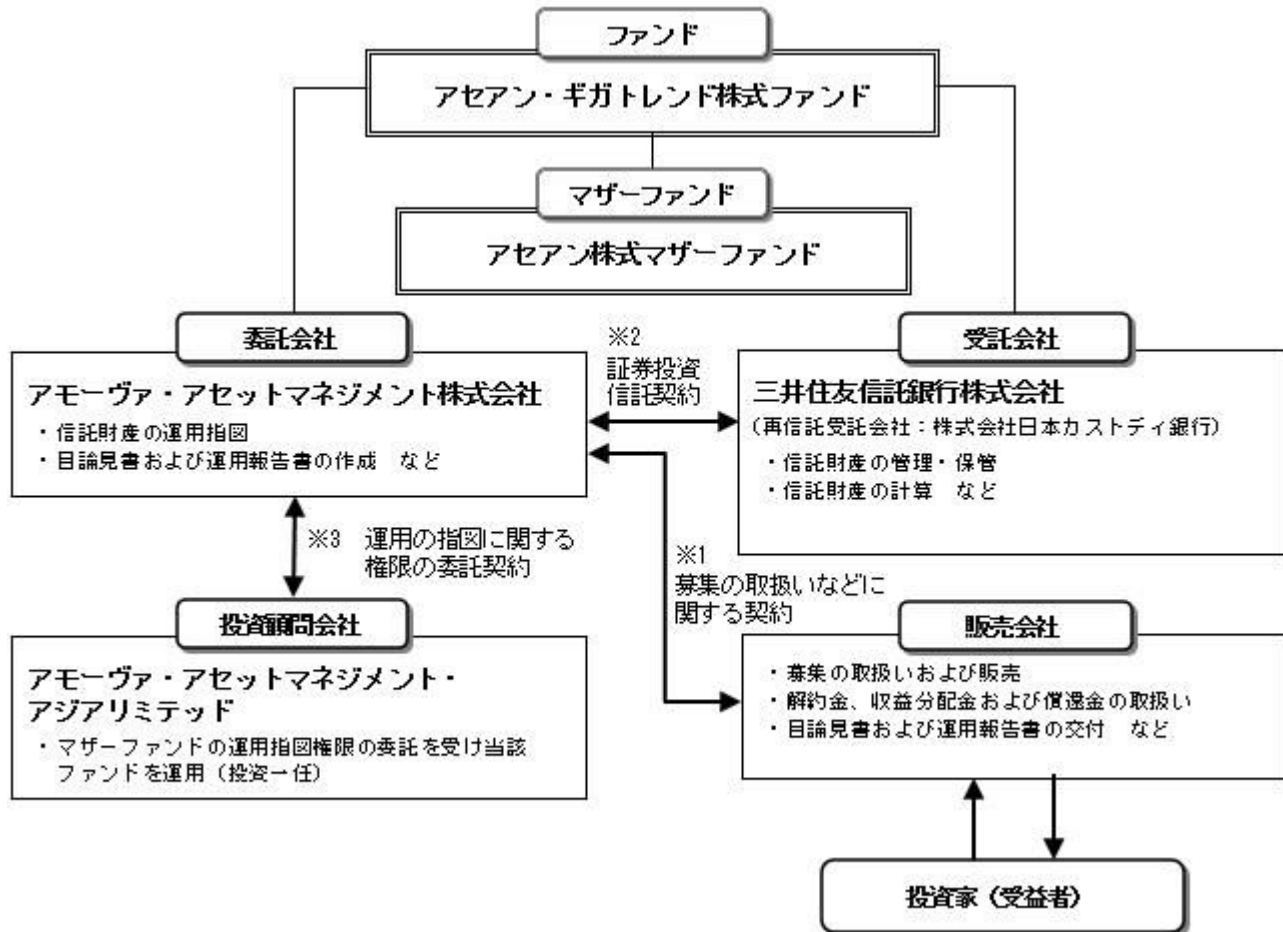 ファンド
アセアン・ギガトレンド株式ファンド
マザーファンド
アセアン株式マザーファンド
委託会社
アモーヴァ・アセットマネジメント株式会社
・信託財産の運用指図
・目論見書および運用報告書の作成　など
※2
証券投資
信託契約
受託会社
三井住友信託銀行株式会社
(再信託受託会社：株式会社日本カストディ銀行)
・信託財産の管理・保管
・信託財産の計算　など
※3　運用の指図に関する
権限の委託契約
※1
募集の取扱いなどに
関する契約
投資顧問会社
アモーヴァ・アセットマネジメント・
アジアリミテッド
・マザーファンドの運用指図権限の委託を受け当該
ファンドを運用（投資一任）
販売会社
・募集の取扱いおよび販売
・解約金、収益分配金および償還金の取扱い
・目論見書および運用報告書の交付　など
投資家（受益者）